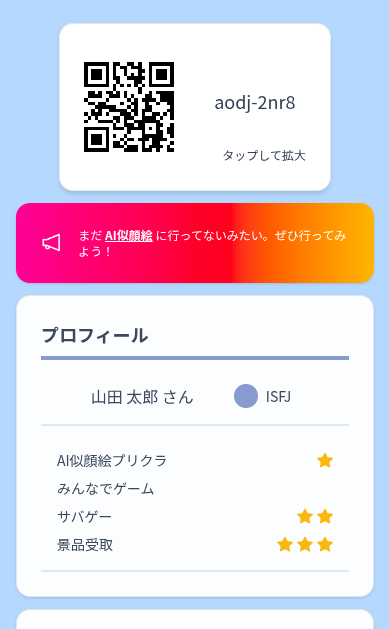 aodj-2nr8
タップして拡大
まだ AI似顔絵 に行ってないみたい。ぜひ行ってみ
よう！
プロフィール
山田 太郎 さん ISFJ
AI似顔絵プリクラ
みんなでゲーム
サバゲー
景品受取